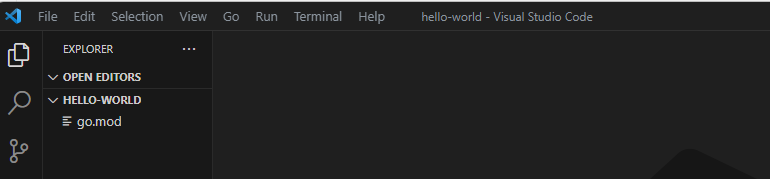 File Edit Selection View Go Run Terminal Help hello-world - Visual Studio Code
EXPLORER ...
OPEN EDITORS
HELLO-WORLD
go.mod